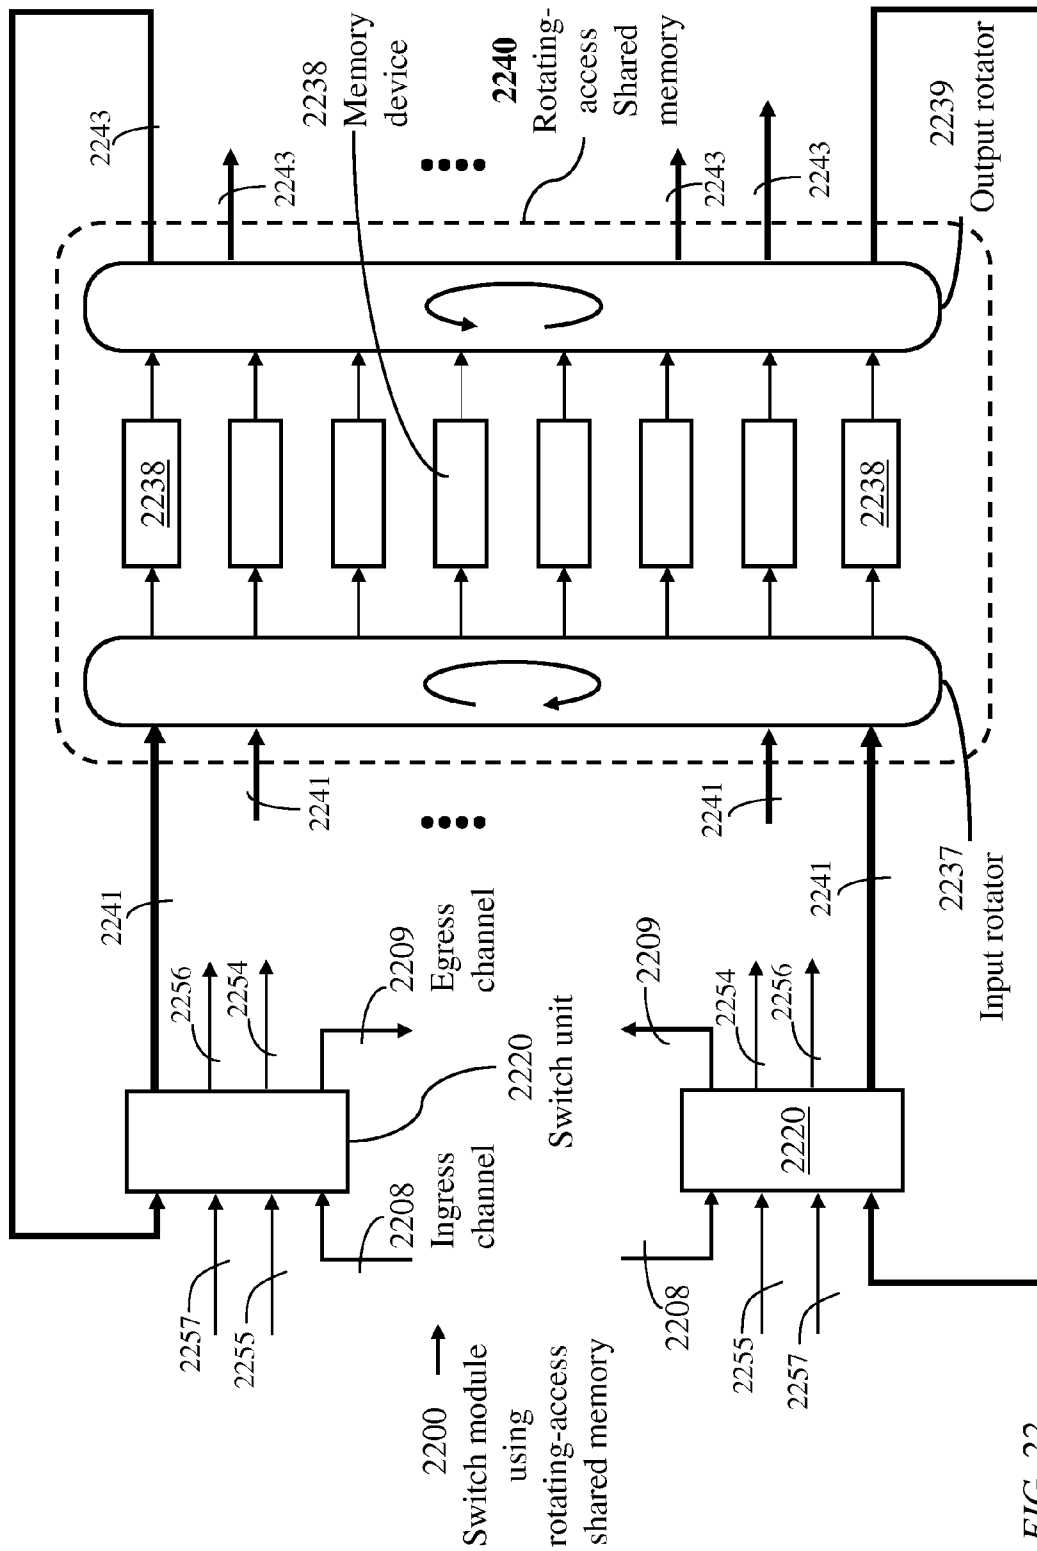 2243
2241
2238
2256
2257
2254
2255
2243
2241
2238
Memory
device
2208
Ingress
channel
2209
Egress
channel
2200
Switch module
using
rotating-access
shared memory
2220
Switch unit
2240
Rotating-
access
Shared
memory
2209
2208
2243
2241
2254
2255
2220
2256
2257
2243
2241
2238
2237
Input rotator
2239
Output rotator
FIG. 22